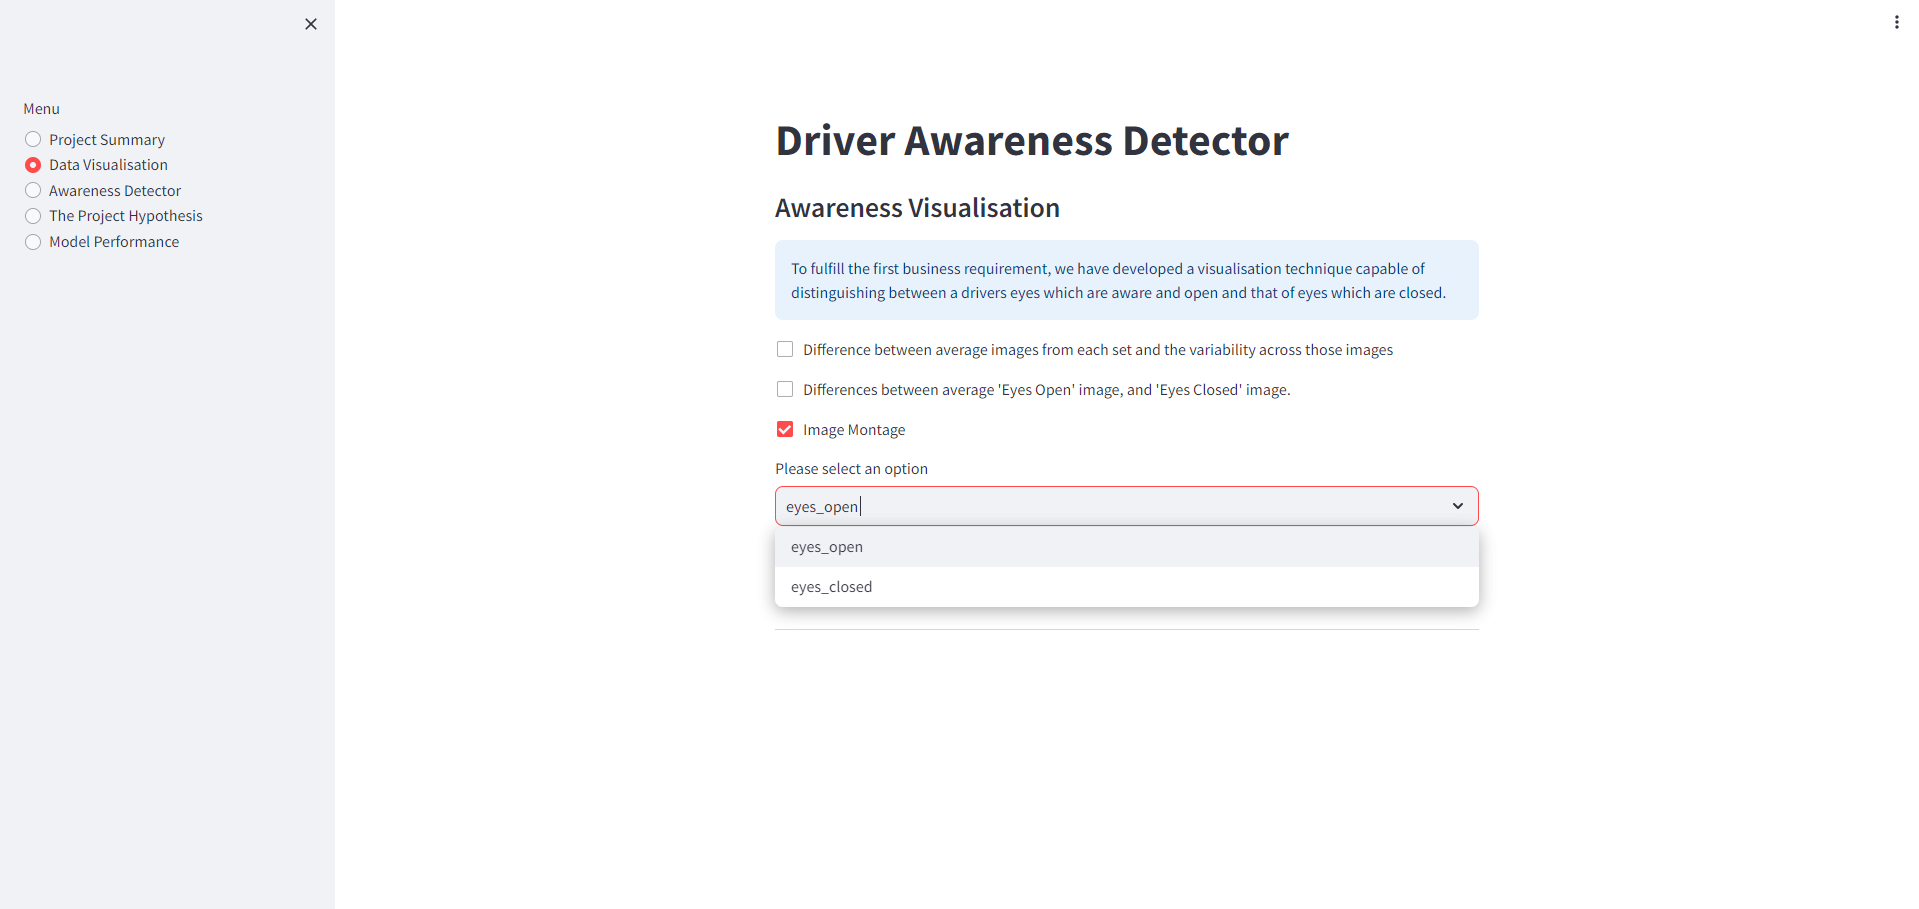 Menu
Project Summary
Data Visualisation
Awareness Detector
The Project Hypothesis
Model Performance
Driver Awareness Detector
Awareness Visualisation
To fulfill the first business requirement, we have developed a visualisation technique capable of
distinguishing between a drivers eyes which are aware and open and that of eyes which are closed.
Difference between average images from each set and the variability across those images
Differences between average 'Eyes Open' image, and 'Eyes Closed' image.
Image Montage
Please select an option
eyes_open
eyes_open
eyes_closed